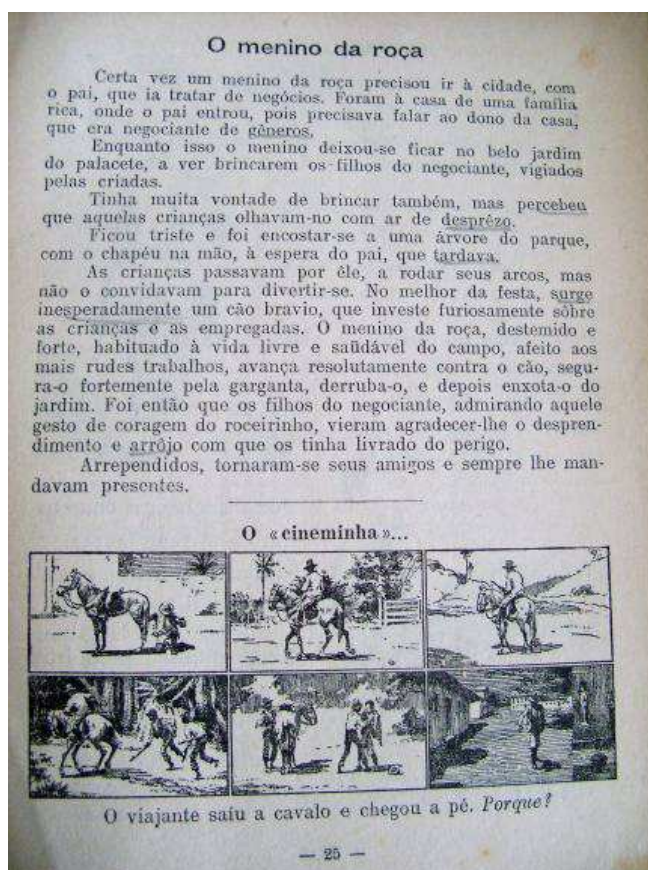 O menino da roça
Certa vez um menino da roça precisou ir à cidade, com
o pai, que ia tratar de negócios. Foram à casa de uma família
rica, onde o pai entrou, pois precisava falar ao dono da casa,
que era negociante de gêneros.
Enquanto isso o menino deixou-se ficar no belo jardim
do palacete, a ver brincarem os filhos do negociante, vigiados
pelas criadas.
Tinha muita vontade de brincar também, mas percebeu
que aquelas crianças olhavam-no com ar de desprêzo.
Ficou triste e foi encostar-se a uma árvore do parque,
com o chapéu na mão, à espera do pai, que tardava.
As crianças passavam por êle, a rodar seus arcos, mas
não o convidavam para divertir-se. No melhor da festa, surge
inesperadamente um cão bravio, que investe furiosamente sôbre
as crianças e as empregadas. O menino da roça, destemido e
forte, habituado à vida livre e saüdável do campo, afeito aos
mais rudes trabalhos, avança resolutamente contra o cão, segu-
ra-o fortemente pela garganta, derruba-o, e depois enxota-o do
jardim. Foi então que os filhos do negociante, admirando aquele
gesto de coragem do roceirinho, vieram agradecer-lhe o despren-
dimento e arrôjo com que os tinha livrado do perigo.
Arrependidos, tornaram-se seus amigos e sempre lhe man-
davam presentes.
O «cineminha»...
O viajante saíu a cavalo e chegou a pé. Porque?
— 25 —